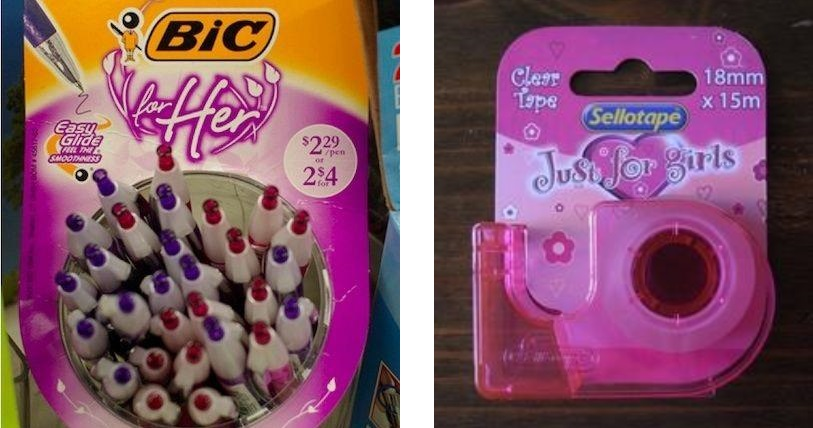 BiC
for Her
Easy
Glide
FEEL THE
SMOOTHNESS
$2.29
/pen
or
2 for $4
Clear
Tape
18mm
x 15m
Sellotape
Just for girls